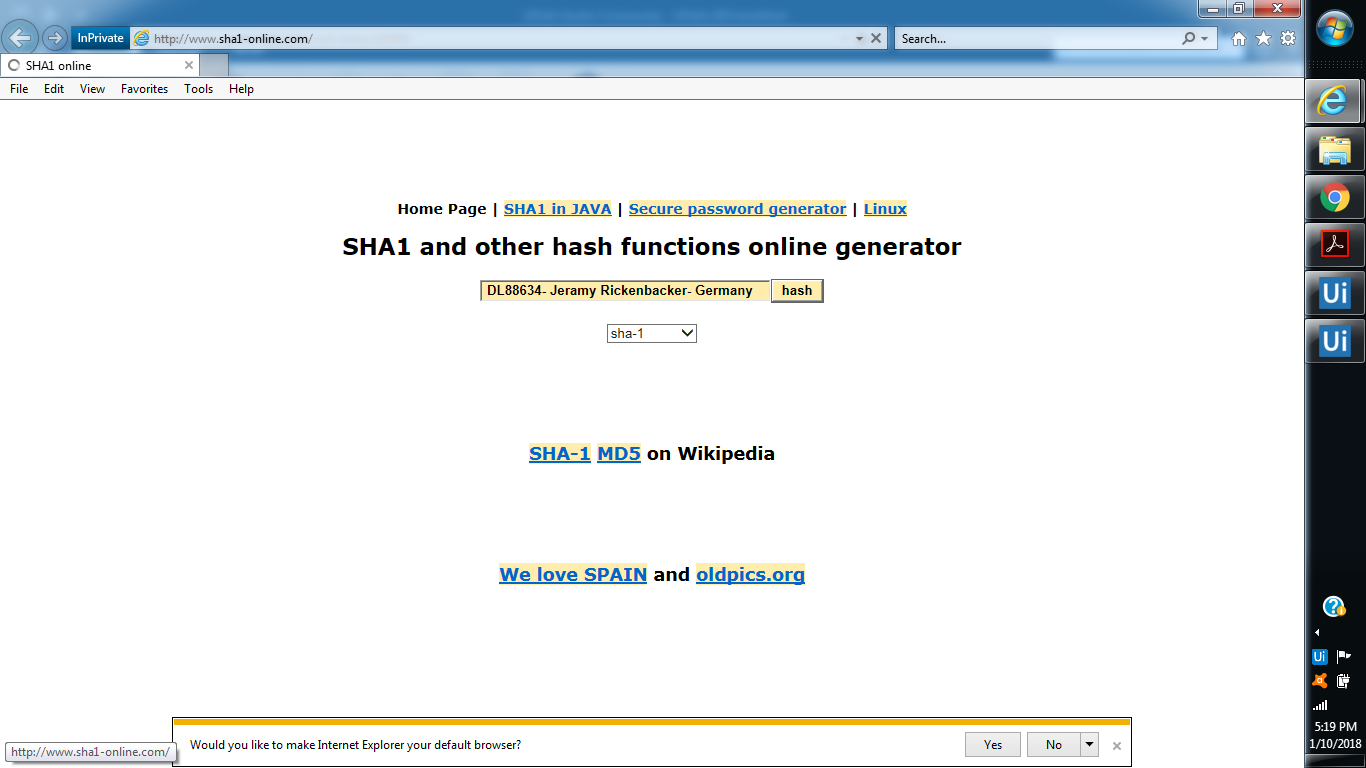 InPrivate
http://www.sha1-online.com/
Search...
SHA1 online
File Edit View Favorites Tools Help
Home Page | SHA1 in JAVA | Secure password generator | Linux
SHA1 and other hash functions online generator
DL88634- Jeramy Rickenbacker- Germany hash
sha-1
SHA-1 MD5 on Wikipedia
We love SPAIN and oldpics.org
Would you like to make Internet Explorer your default browser? Yes No
http://www.sha1-online.com/
Ui
Ui
Ui
5:19 PM
1/10/2018